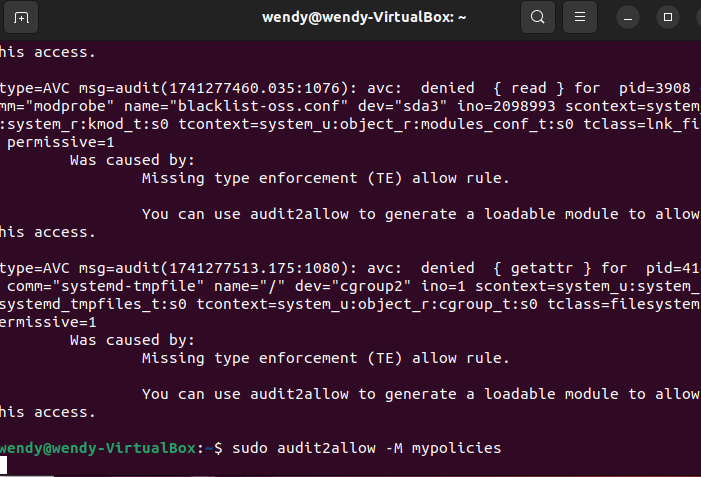 wendy@wendy-VirtualBox: ~
his access.
type=AVC msg=audit(1741277460.035:1076): avc:  denied  { read } for  pid=3908
mm="modprobe" name="blacklist-oss.conf" dev="sda3" ino=2098993 scontext=system_
:system_r:kmod_t:s0 tcontext=system_u:object_r:modules_conf_t:s0 tclass=lnk_fi
permissive=1
Was caused by:
Missing type enforcement (TE) allow rule.
You can use audit2allow to generate a loadable module to allow
his access.
type=AVC msg=audit(1741277513.175:1080): avc:  denied  { getattr } for  pid=41
comm="systemd-tmpfile" name="/" dev="cgroup2" ino=1 scontext=system_u:system_
systemd_tmpfiles_t:s0 tcontext=system_u:object_r:cgroup_t:s0 tclass=filesystem
ermissive=1
Was caused by:
Missing type enforcement (TE) allow rule.
You can use audit2allow to generate a loadable module to allow
his access.
wendy@wendy-VirtualBox:~$ sudo audit2allow -M mypolicies